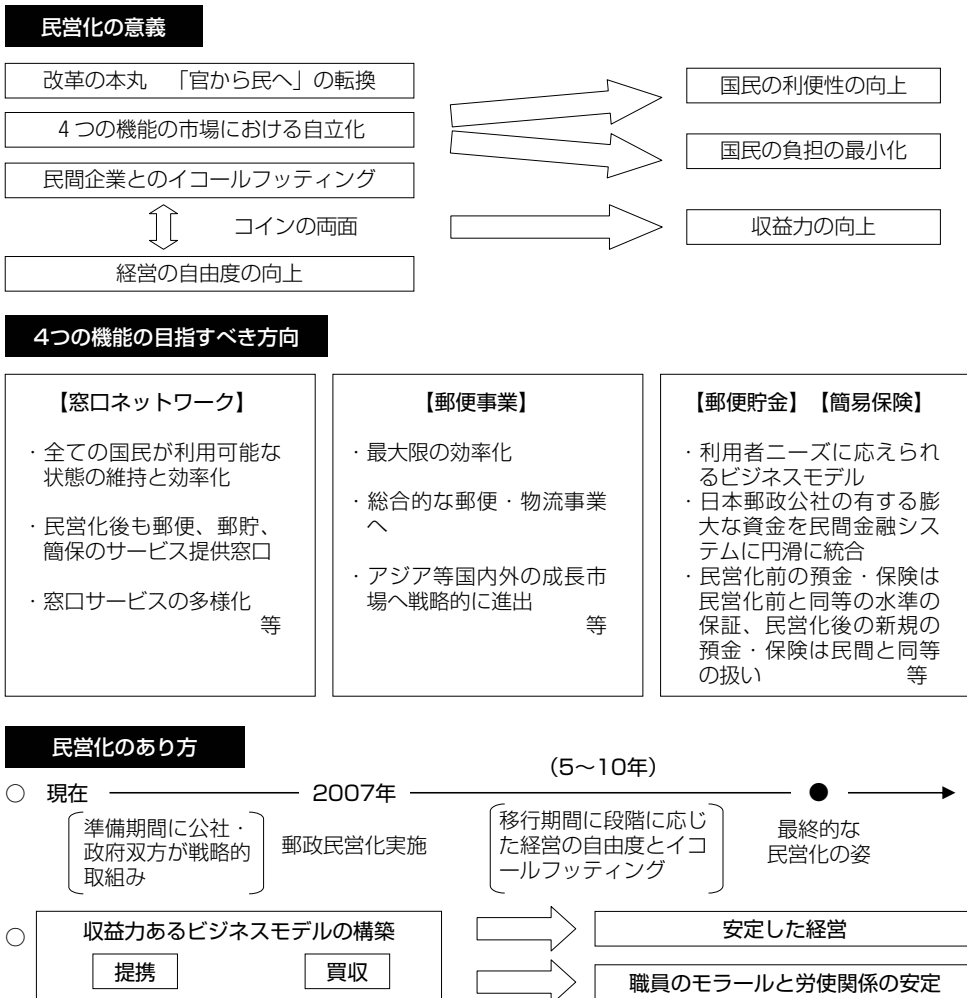 民営化の意義
改革の本丸 「官から民へ」の転換
4つの機能の市場における自立化
民間企業とのイコールフッティング
コインの両面
経営の自由度の向上
国民の利便性の向上
国民の負担の最小化
収益力の向上
4つの機能の目指すべき方向
【窓口ネットワーク】
・全ての国民が利用可能な
状態の維持と効率化
・民営化後も郵便、郵貯、
簡保のサービス提供窓口
・窓口サービスの多様化
等
【郵便事業】
・最大限の効率化
・総合的な郵便・物流事業
へ
・アジア等国内外の成長市
場へ戦略的に進出
等
【郵便貯金】【簡易保険】
・利用者ニーズに応えられ
るビジネスモデル
・日本郵政公社の有する膨
大な資金を民間金融シス
テムに円滑に統合
・民営化前の預金・保険は
民営化前と同等の水準の
保証、民営化後の新規の
預金・保険は民間と同等
の扱い 等
民営化のあり方
(5〜10年)
○ 現在 2007年
準備期間に公社・
政府双方が戦略的
取組み
郵政民営化実施
移行期間に段階に応じ
た経営の自由度とイコ
ールフッティング
最終的な
民営化の姿
○ 収益力あるビジネスモデルの構築
提携 買収
安定した経営
職員のモラールと労使関係の安定